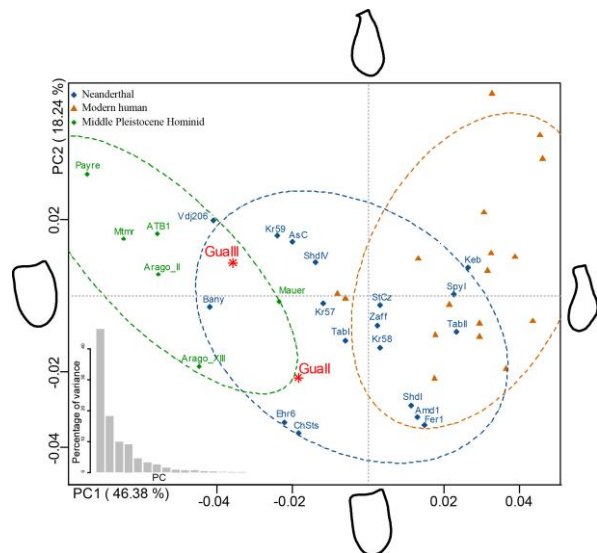 PC2 ( 18.24 %)
Neanderthal
Modern human
Middle Pleistocene Hominid
Payre
0.02
Mtmr
ATB1
Vdj206
Kr59
AsC
GuaIII
ShdIV
Keb
Arago_II
Bany
Mauer
Kr57
StCz
SpyI
Zaff
TabI
Kr58
TabII
Arago_XIII
GuaII
-0.02
ShdI
Amd1
Fer1
Ehr6
ChSts
-0.04
Percentage of variance
PC
PC1 ( 46.38 %)
-0.04
-0.02
0.02
0.04